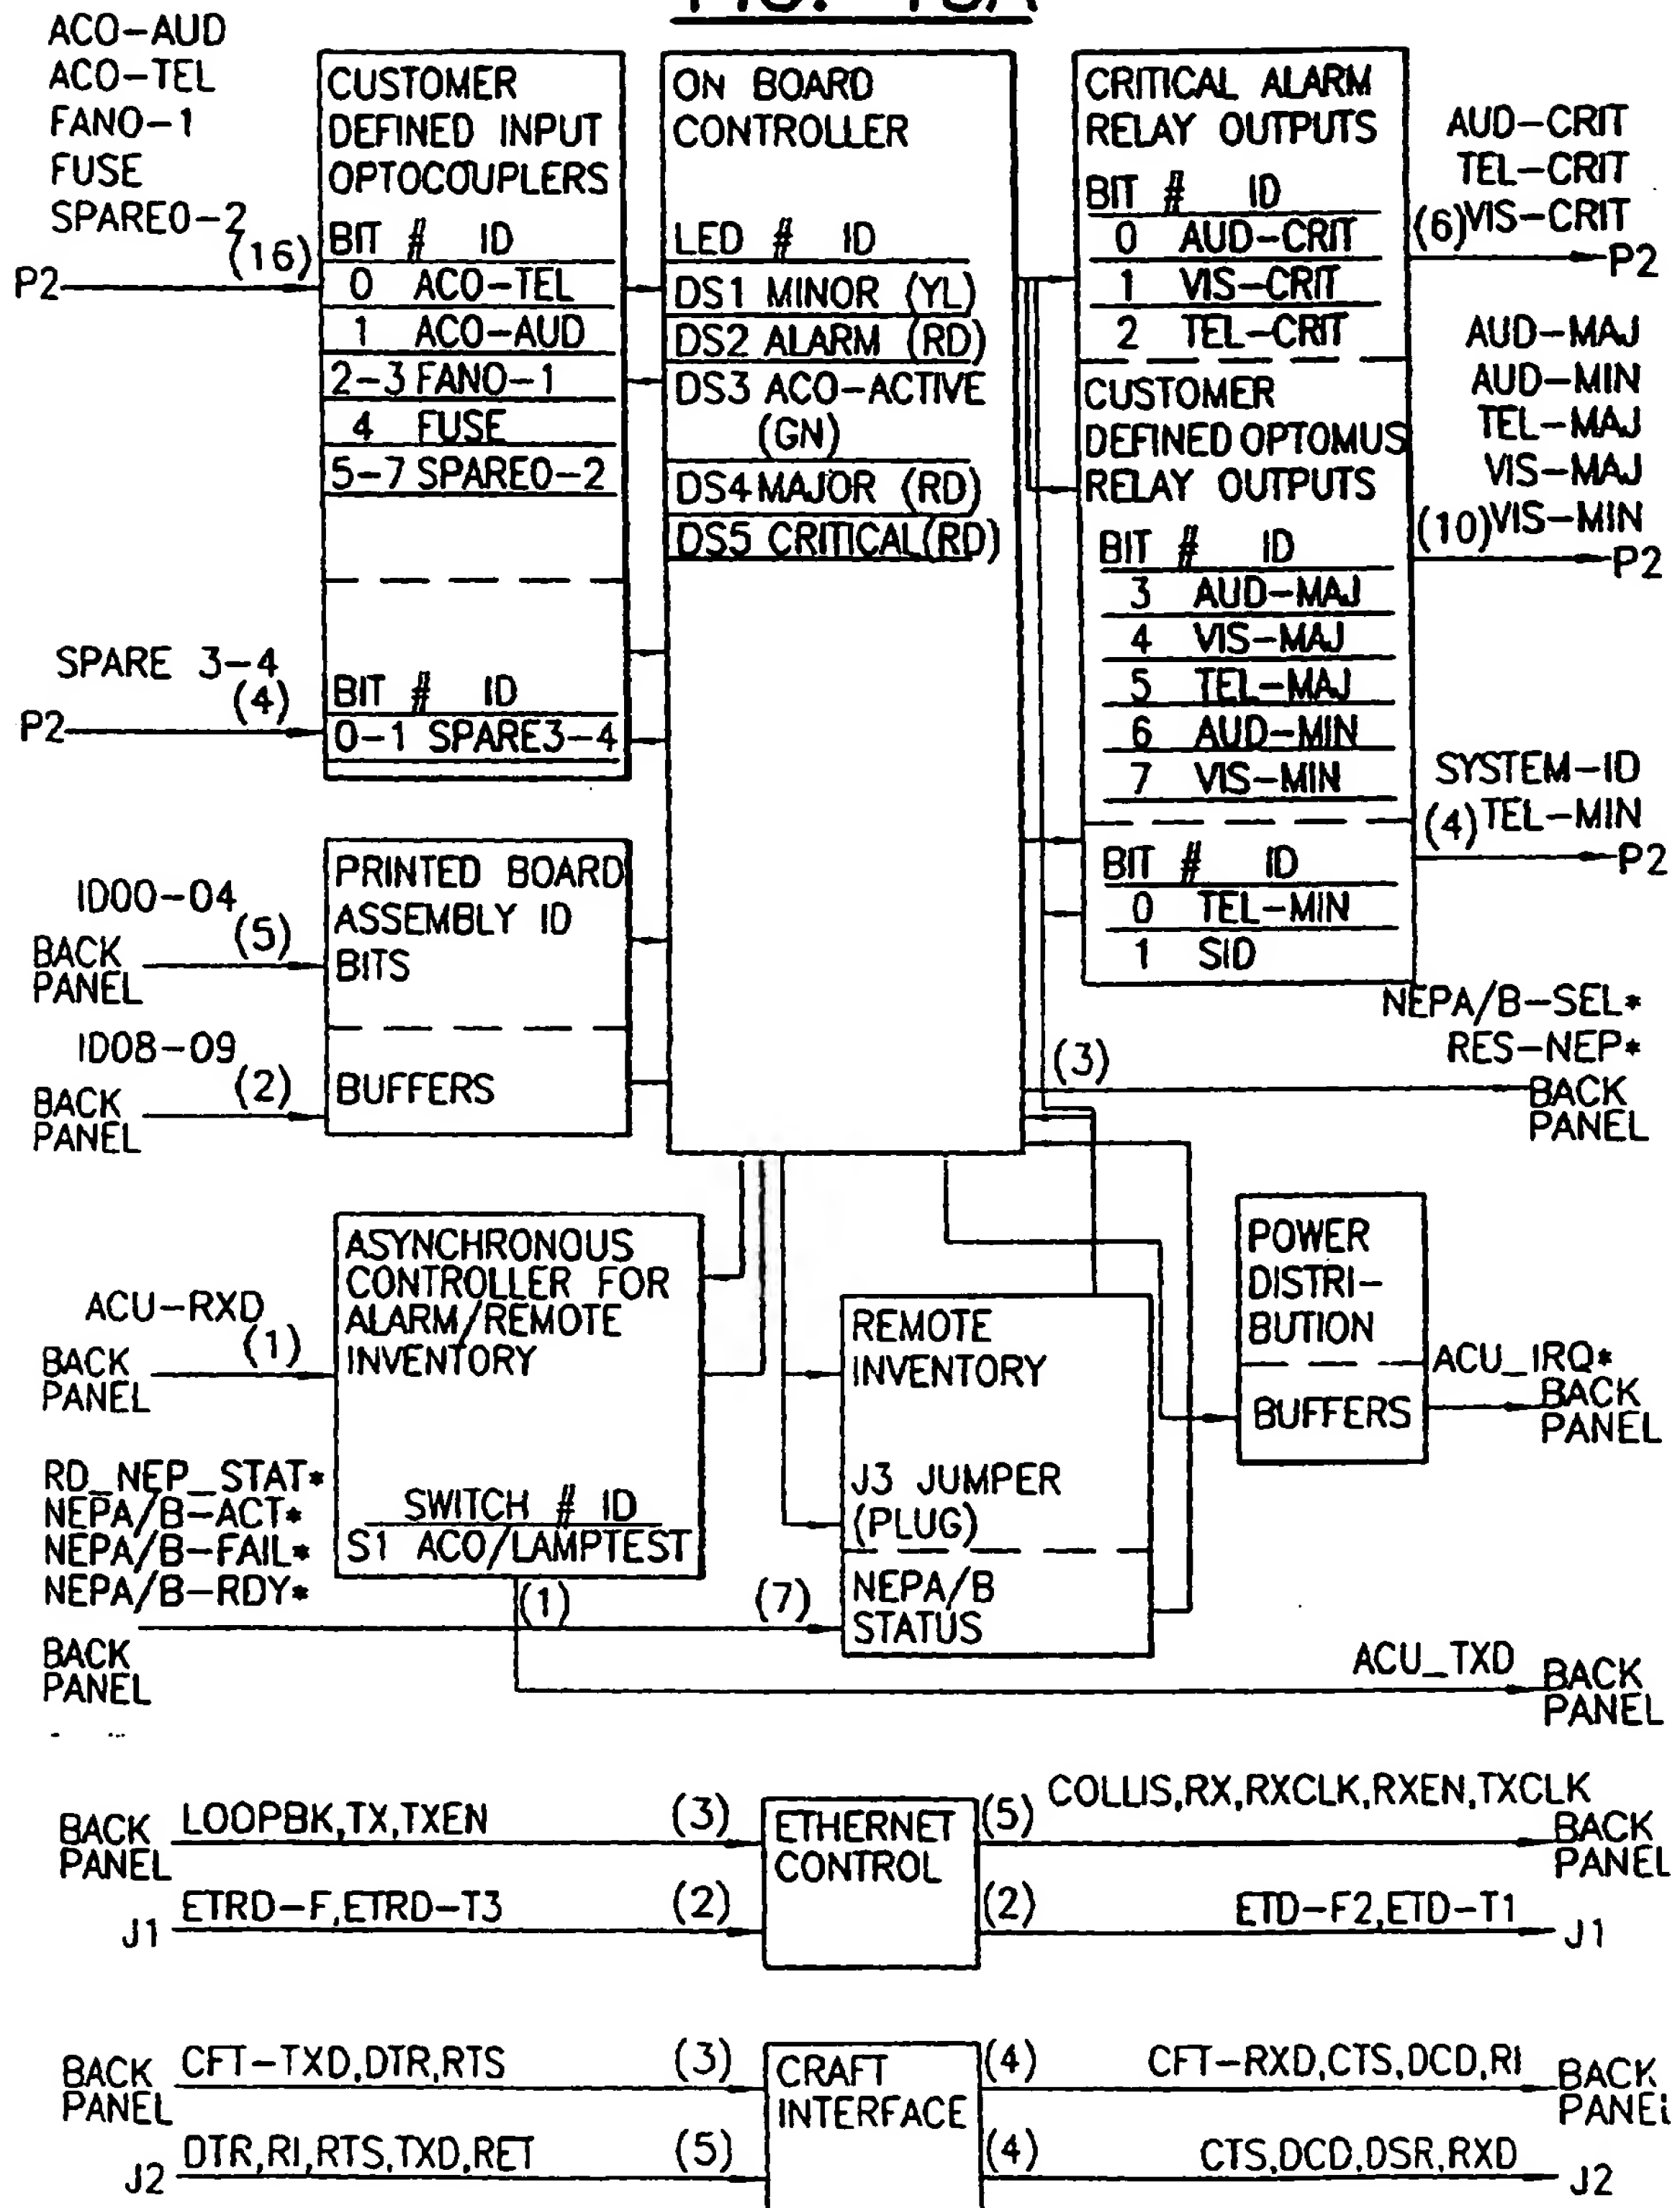 ACO-AUD
ACO-TEL
FANO-1
FUSE
SPARE0-2
(16)
P2
CUSTOMER
DEFINED INPUT
OPTOCOUPLERS
BIT # ID
0 ACO-TEL
1 ACO-AUD
2-3 FANO-1
4 FUSE
5-7 SPARE0-2
SPARE 3-4
(4)
P2
BIT # ID
0-1 SPARE3-4
ON BOARD
CONTROLLER
LED # ID
DS1 MINOR (YL)
DS2 ALARM (RD)
DS3 ACO-ACTIVE
(GN)
DS4 MAJOR (RD)
DS5 CRITICAL(RD)
CRITICAL ALARM
RELAY OUTPUTS
BIT # ID
0 AUD-CRIT
1 VIS-CRIT
2 TEL-CRIT
CUSTOMER
DEFINED OPTOMUS
RELAY OUTPUTS
BIT # ID
3 AUD-MAJ
4 VIS-MAJ
5 TEL-MAJ
6 AUD-MIN
7 VIS-MIN
BIT # ID
0 TEL-MIN
1 SID
AUD-CRIT
TEL-CRIT
(6) VIS-CRIT
P2
AUD-MAJ
AUD-MIN
TEL-MAJ
VIS-MAJ
(10) VIS-MIN
P2
SYSTEM-ID
(4) TEL-MIN
P2
ID00-04
(5)
BACK
PANEL
ID08-09
(2)
BACK
PANEL
PRINTED BOARD
ASSEMBLY ID
BITS
BUFFERS
NEPA/B-SEL*
RES-NEP*
(3)
BACK
PANEL
ACU-RXD
(1)
BACK
PANEL
ASYNCHRONOUS
CONTROLLER FOR
ALARM/REMOTE
INVENTORY
SWITCH # ID
S1 ACO/LAMPTEST
REMOTE
INVENTORY
J3 JUMPER
(PLUG)
NEPA/B
STATUS
POWER
DISTRI-
BUTION
BUFFERS
ACU_IRQ*
BACK
PANEL
RD_NEP_STAT*
NEPA/B-ACT*
NEPA/B-FAIL*
NEPA/B-RDY*
(7)
BACK
PANEL
(1)
ACU_TXD
BACK
PANEL
BACK
PANEL
LOOPBK,TX,TXEN
(3)
ETHERNET
CONTROL
(5)
COLLIS,RX,RXCLK,RXEN,TXCLK
BACK
PANEL
J1
ETRD-F,ETRD-T3
(2)
(2)
ETD-F2,ETD-T1
J1
BACK
PANEL
CFT-TXD,DTR,RTS
(3)
CRAFT
INTERFACE
(4)
CFT-RXD,CTS,DCD,RI
BACK
PANEL
J2
DTR,RI,RTS,TXD,RET
(5)
(4)
CTS,DCD,DSR,RXD
J2